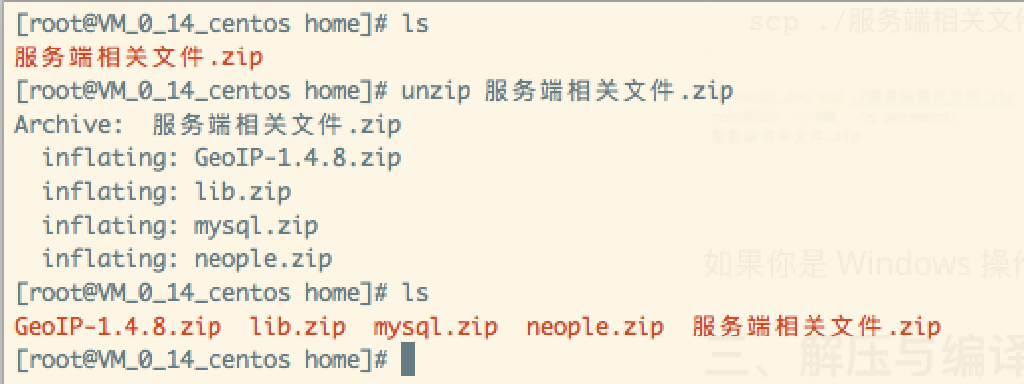 [root@VM_0_14_centos home]# ls
scp ./服务端相关文件
服务端相关文件.zip
[root@VM_0_14_centos home]# unzip 服务端相关文件.zip
Archive:  服务端相关文件.zip
  inflating: GeoIP-1.4.8.zip
  inflating: lib.zip
  inflating: mysql.zip
  inflating: neople.zip
如果你是 Windows 操作
[root@VM_0_14_centos home]# ls
GeoIP-1.4.8.zip  lib.zip  mysql.zip  neople.zip  服务端相关文件.zip
三、解压与编译
[root@VM_0_14_centos home]#